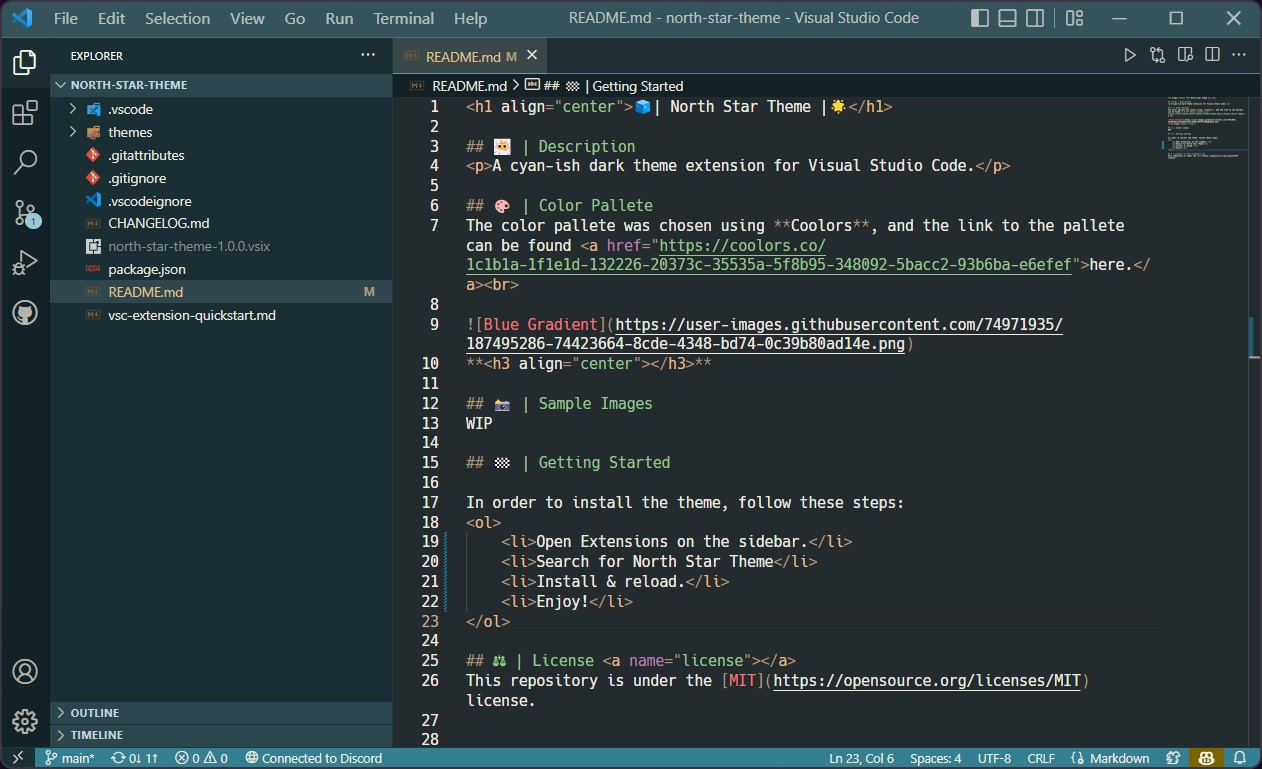 File Edit Selection View Go Run Terminal Help README.md - north-star-theme - Visual Studio Code
EXPLORER
NORTH-STAR-THEME
.vscode
themes
.gitattributes
.gitignore
.vscodeignore
CHANGELOG.md
north-star-theme-1.0.0.vsix
package.json
README.md M
vsc-extension-quickstart.md
OUTLINE
TIMELINE
1
README.md M
README.md > ## 🏁 | Getting Started
1 <h1 align="center">🧊| North Star Theme |🌟</h1>
2
3 ## | Description
4 <p>A cyan-ish dark theme extension for Visual Studio Code.</p>
5
6 ## 🎨 | Color Pallete
7 The color pallete was chosen using **Coolors**, and the link to the pallete
can be found <a href="https://coolors.co/
1c1b1a-1f1e1d-132226-20373c-35535a-5f8b95-348092-5bacc2-93b6ba-e6efef">here.</
a><br>
8
9 ![Blue Gradient](https://user-images.githubusercontent.com/74971935/
187495286-74423664-8cde-4348-bd74-0c39b80ad14e.png)
10 **<h3 align="center"></h3>**
11
12 ## 📸 | Sample Images
13 WIP
14
15 ## 🏁 | Getting Started
16
17 In order to install the theme, follow these steps:
18 <ol>
19 <li>Open Extensions on the sidebar.</li>
20 <li>Search for North Star Theme</li>
21 <li>Install & reload.</li>
22 <li>Enjoy!</li>
23 </ol>
24
25 ## ⚖ | License <a name="license"></a>
26 This repository is under the [MIT](https://opensource.org/licenses/MIT)
license.
27
28
main* 0↓ 1↑ 0 0 Connected to Discord Ln 23, Col 6 Spaces: 4 UTF-8 CRLF Markdown